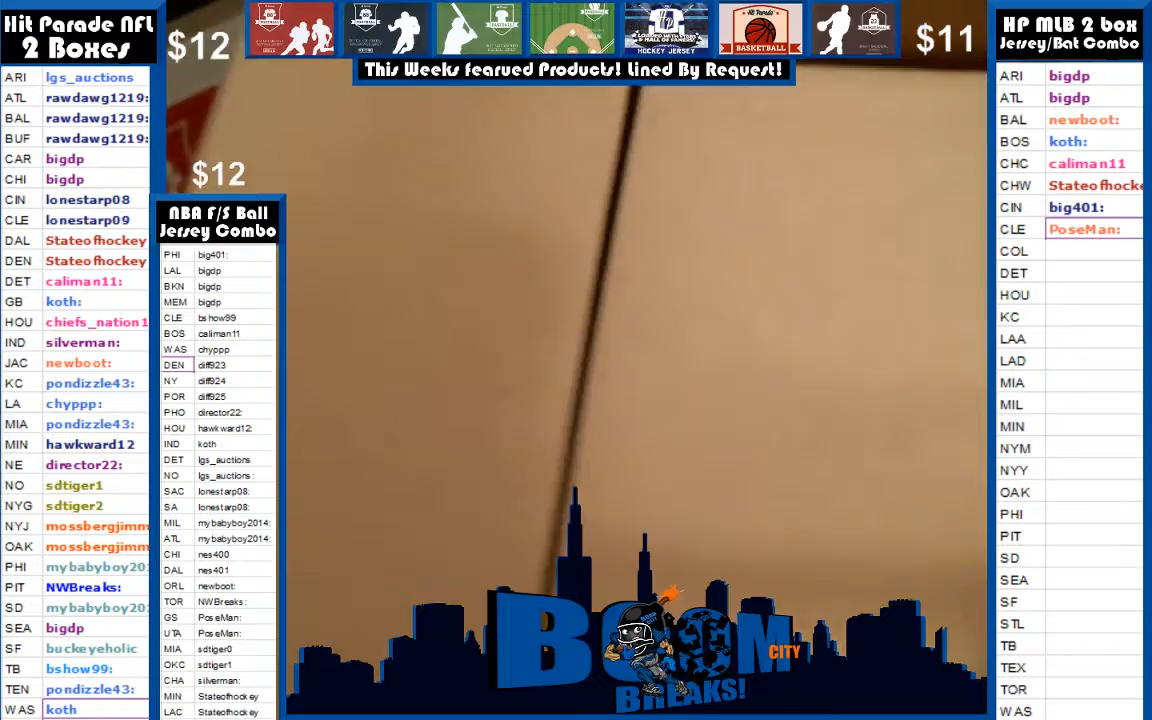 Hit Parade NFL
2 Boxes
ARI lgs_auctions
ATL rawdawg1219:
BAL rawdawg1219:
BUF rawdawg1219:
CAR bigdp
CHI bigdp
CIN lonestarp08
CLE lonestarp09
DAL Stateofhockey
DEN Stateofhockey
DET caliman11:
GB koth:
HOU chiefs_nation1
IND silverman:
JAC newboot:
KC pondizzle43:
LA chyppp:
MIA pondizzle43:
MIN hawkward12
NE director22:
NO sdtiger1
NYG sdtiger2
NYJ mossbergjimm
OAK mossbergjimm
PHI mybabyboy20
PIT NWBreaks:
SD mybabyboy20
SEA bigdp
SF buckeyeholic
TB bshow99:
TEN pondizzle43:
WAS koth
$12
$12
NBA F/S Ball
Jersey Combo
PHI big401:
LAL bigdp
BKN bigdp
MEM bigdp
CLE bshow99
BOS caliman11
WAS chyppp
DEN diff923
NY diff924
POR diff925
PHO director22:
HOU hawkward12:
IND koth
DET lgs_auctions
NO lgs_auctions:
SAC lonestarp08:
SA lonestarp08:
MIL mybabyboy2014:
ATL mybabyboy2014:
CHI nes400
DAL nes401
ORL newboot:
TOR NWBreaks:
GS PoseMan:
UTA PoseMan:
MIA sdtiger0
OKC sdtiger1
CHA silverman:
MIN Stateofhockey
LAC Stateofhockey
HOCKEY JERSEY
BASKETBALL
This Weeks fearued Products! Lined By Request!
BOOM
CITY
BREAKS!
$11
HP MLB 2 box
Jersey/Bat Combo
ARI bigdp
ATL bigdp
BAL newboot:
BOS koth:
CHC caliman11
CHW Stateofhocke
CIN big401:
CLE PoseMan:
COL
DET
HOU
KC
LAA
LAD
MIA
MIL
MIN
NYM
NYY
OAK
PHI
PIT
SD
SEA
SF
STL
TB
TEX
TOR
WAS